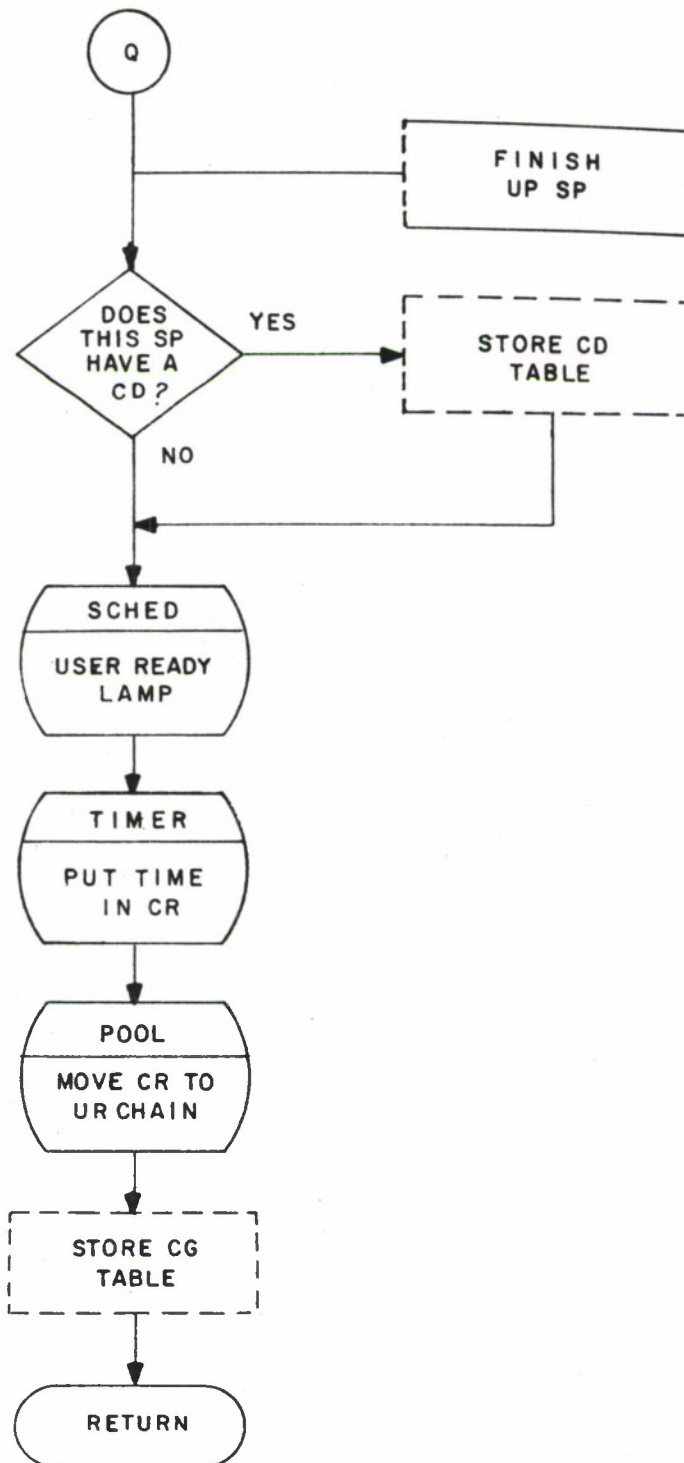 Q
FINISH
UP SP
DOES
THIS SP
HAVE A
CD?
YES
STORE CD
TABLE
NO
SCHED
USER READY
LAMP
TIMER
PUT TIME
IN CR
POOL
MOVE CR TO
UR CHAIN
STORE CG
TABLE
RETURN